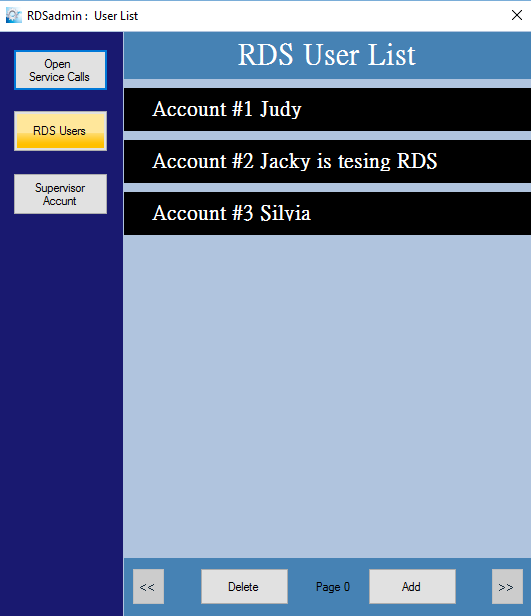 RDSadmin : User List
Open
Service Calls
RDS Users
Supervisor
Accunt
RDS User List
Account #1 Judy
Account #2 Jacky is tesing RDS
Account #3 Silvia
<< Delete Page 0 Add >>